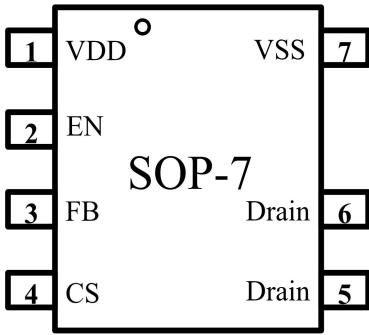 1 VDD VSS 7
2 EN
SOP-7
3 FB Drain 6
4 CS Drain 5